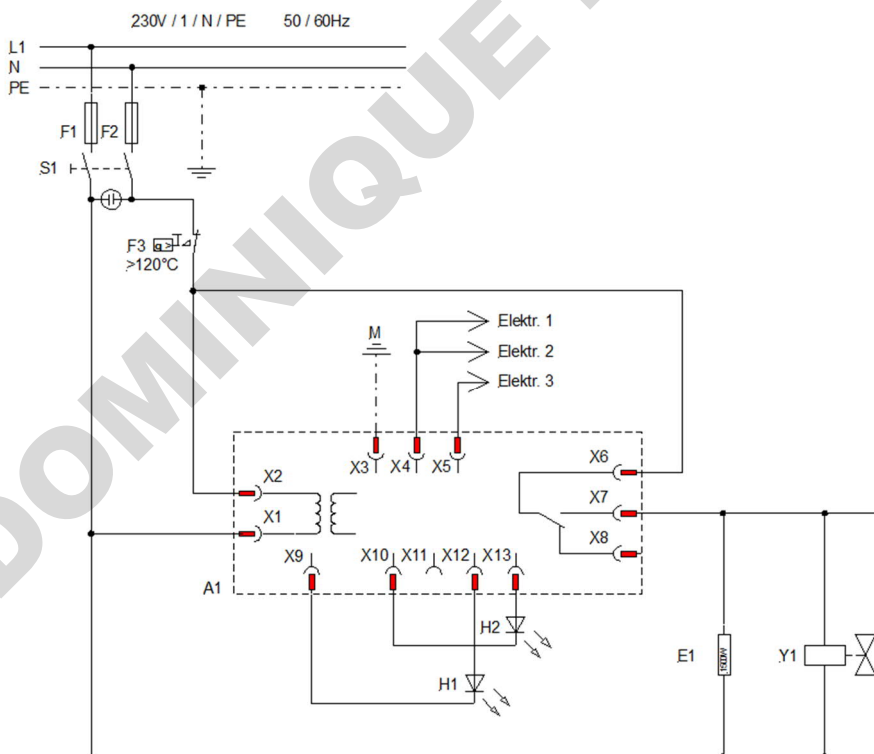 230V / 1 / N / PE 50 / 60Hz
L1
N
PE
F1 F2
S1
F3
>120°C
M
Elektr. 1
Elektr. 2
Elektr. 3
X3 X4 X5
X6
X7
X8
X2
X1
X9 X10 X11 X12 X13
A1
H2
H1
E1 1500W Y1
DOMINIQUE